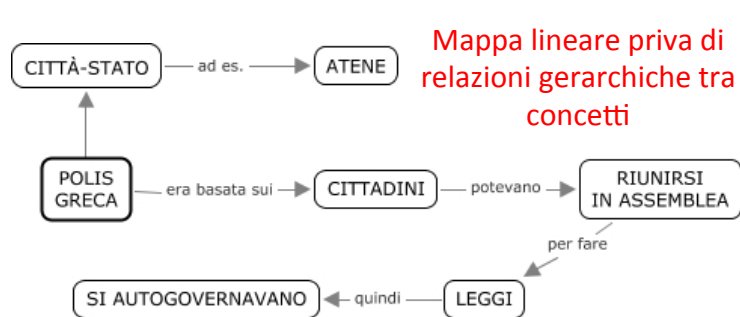 Mappa lineare priva di
relazioni gerarchiche tra
concetti
CITTÀ-STATO
ad es.
ATENE
POLIS
GRECA
era basata sui
CITTADINI
potevano
RIUNIRSI
IN ASSEMBLEA
per fare
LEGGI
quindi
SI AUTOGOVERNAVANO